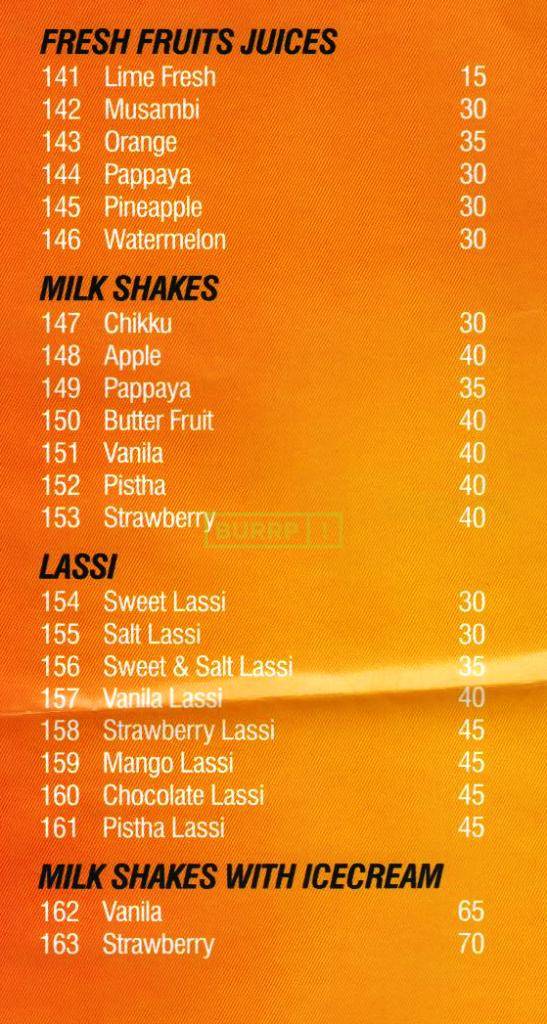 FRESH FRUITS JUICES
141 Lime Fresh 15
142 Musambi 30
143 Orange 35
144 Pappaya 30
145 Pineapple 30
146 Watermelon 30
MILK SHAKES
147 Chikku 30
148 Apple 40
149 Pappaya 35
150 Butter Fruit 40
151 Vanila 40
152 Pistha 40
153 Strawberry 40
BURRP !
LASSI
154 Sweet Lassi 30
155 Salt Lassi 30
156 Sweet & Salt Lassi 35
157 Vanila Lassi 40
158 Strawberry Lassi 45
159 Mango Lassi 45
160 Chocolate Lassi 45
161 Pistha Lassi 45
MILK SHAKES WITH ICECREAM
162 Vanila 65
163 Strawberry 70